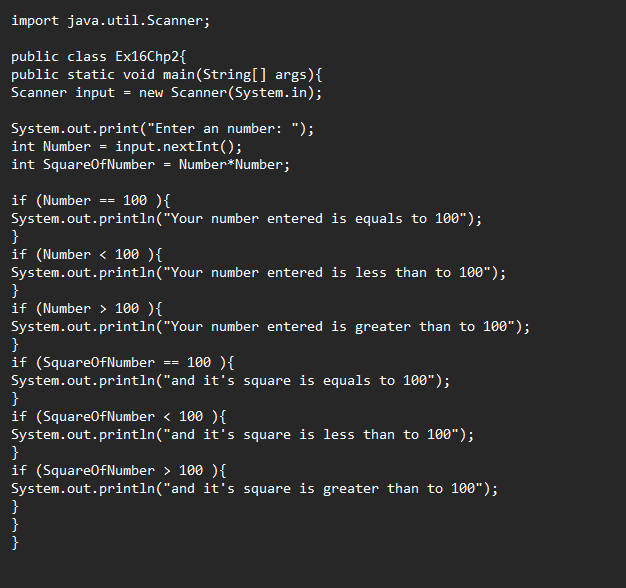 import java.util.Scanner;
public class Ex16Chp2{
public static void main(String[] args){
Scanner input = new Scanner(System.in);
System.out.print("Enter an number: ");
int Number = input.nextInt();
int SquareOfNumber = Number*Number;
if (Number == 100 ){
System.out.println("Your number entered is equals to 100");
}
if (Number < 100 ){
System.out.println("Your number entered is less than to 100");
}
if (Number > 100 ){
System.out.println("Your number entered is greater than to 100");
}
if (SquareOfNumber == 100 ){
System.out.println("and it's square is equals to 100");
}
if (SquareOfNumber < 100 ){
System.out.println("and it's square is less than to 100");
}
if (SquareOfNumber > 100 ){
System.out.println("and it's square is greater than to 100");
}
}
}